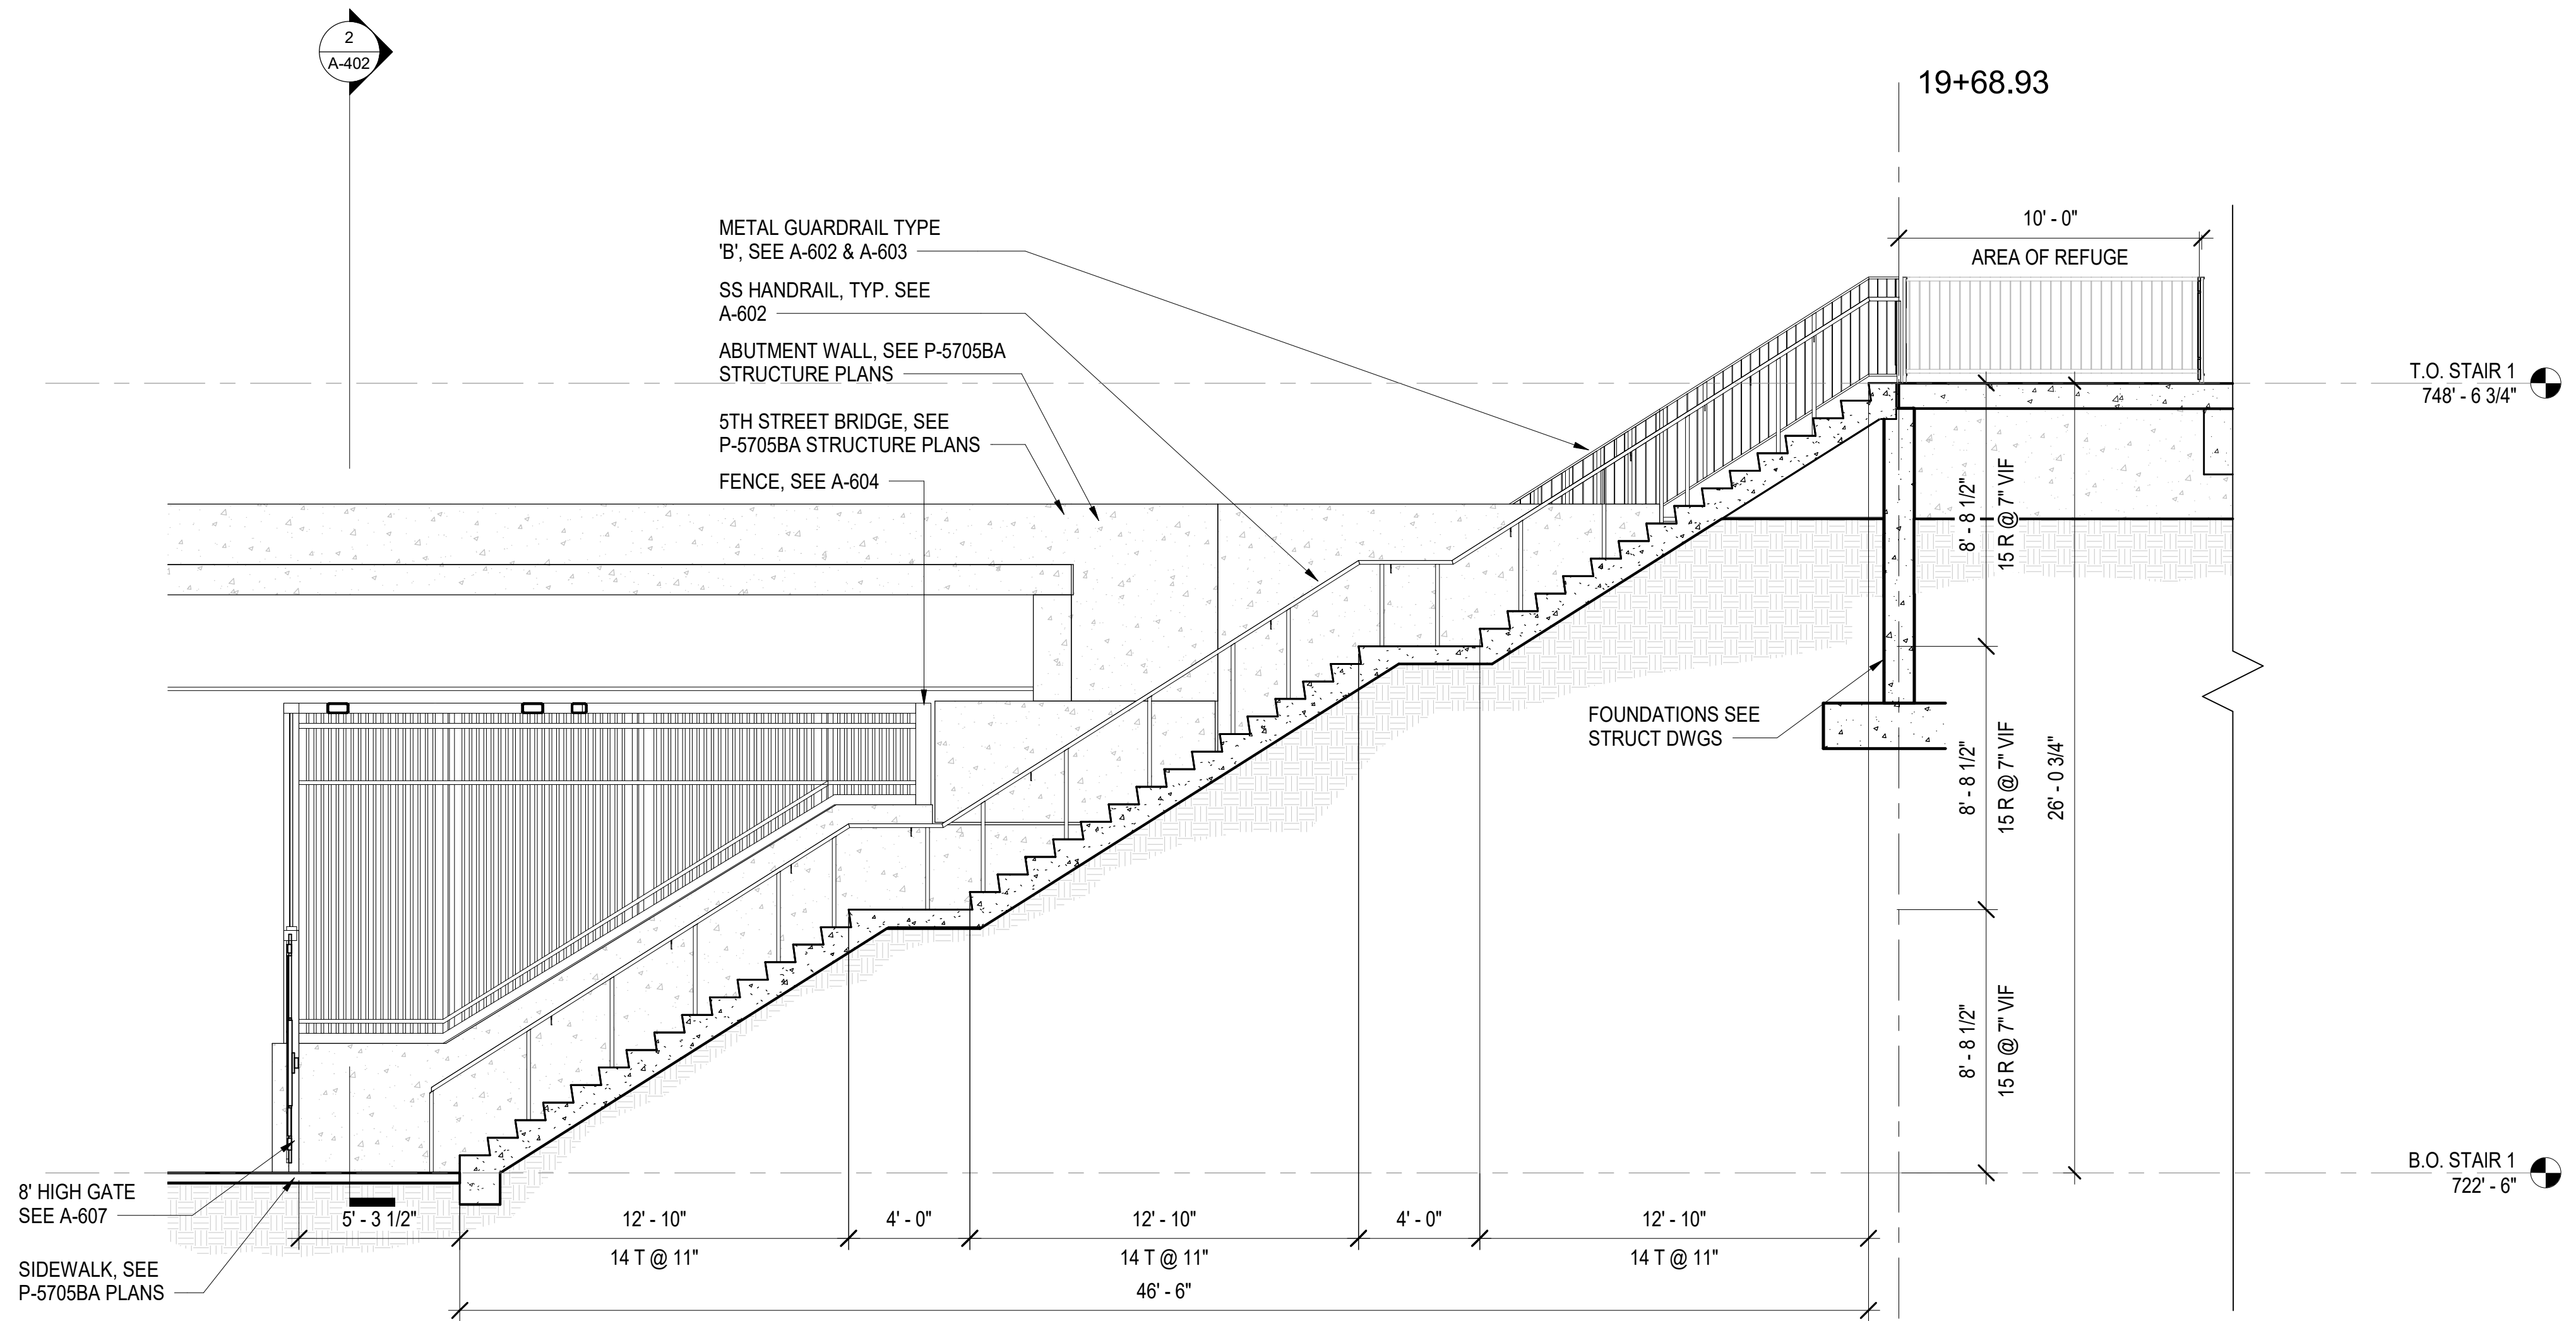 2
A-402
19+68.93
METAL GUARDRAIL TYPE
'B', SEE A-602 & A-603
SS HANDRAIL, TYP. SEE
A-602
ABUTMENT WALL, SEE P-5705BA
STRUCTURE PLANS
5TH STREET BRIDGE, SEE
P-5705BA STRUCTURE PLANS
FENCE, SEE A-604
10' - 0"
AREA OF REFUGE
T.O. STAIR 1
748' - 6 3/4"
8' - 8 1/2"
15 R @ 7" VIF
FOUNDATIONS SEE
STRUCT DWGS
8' - 8 1/2"
15 R @ 7" VIF
26' - 0 3/4"
8' - 8 1/2"
15 R @ 7" VIF
B.O. STAIR 1
722' - 6"
8' HIGH GATE
SEE A-607
SIDEWALK, SEE
P-5705BA PLANS
5' - 3 1/2"
12' - 10"
14 T @ 11"
4' - 0"
12' - 10"
14 T @ 11"
4' - 0"
12' - 10"
14 T @ 11"
46' - 6"